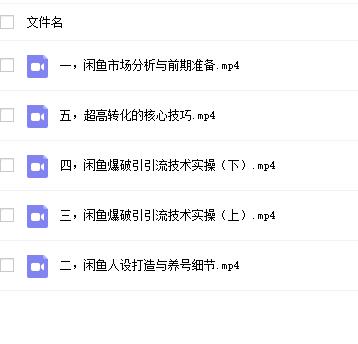 文件名
一，闲鱼市场分析与前期准备.mp4
五，超高转化的核心技巧.mp4
四，闲鱼爆破引引流技术实操（下）.mp4
三，闲鱼爆破引引流技术实操（上）.mp4
二，闲鱼人设打造与养号细节.mp4